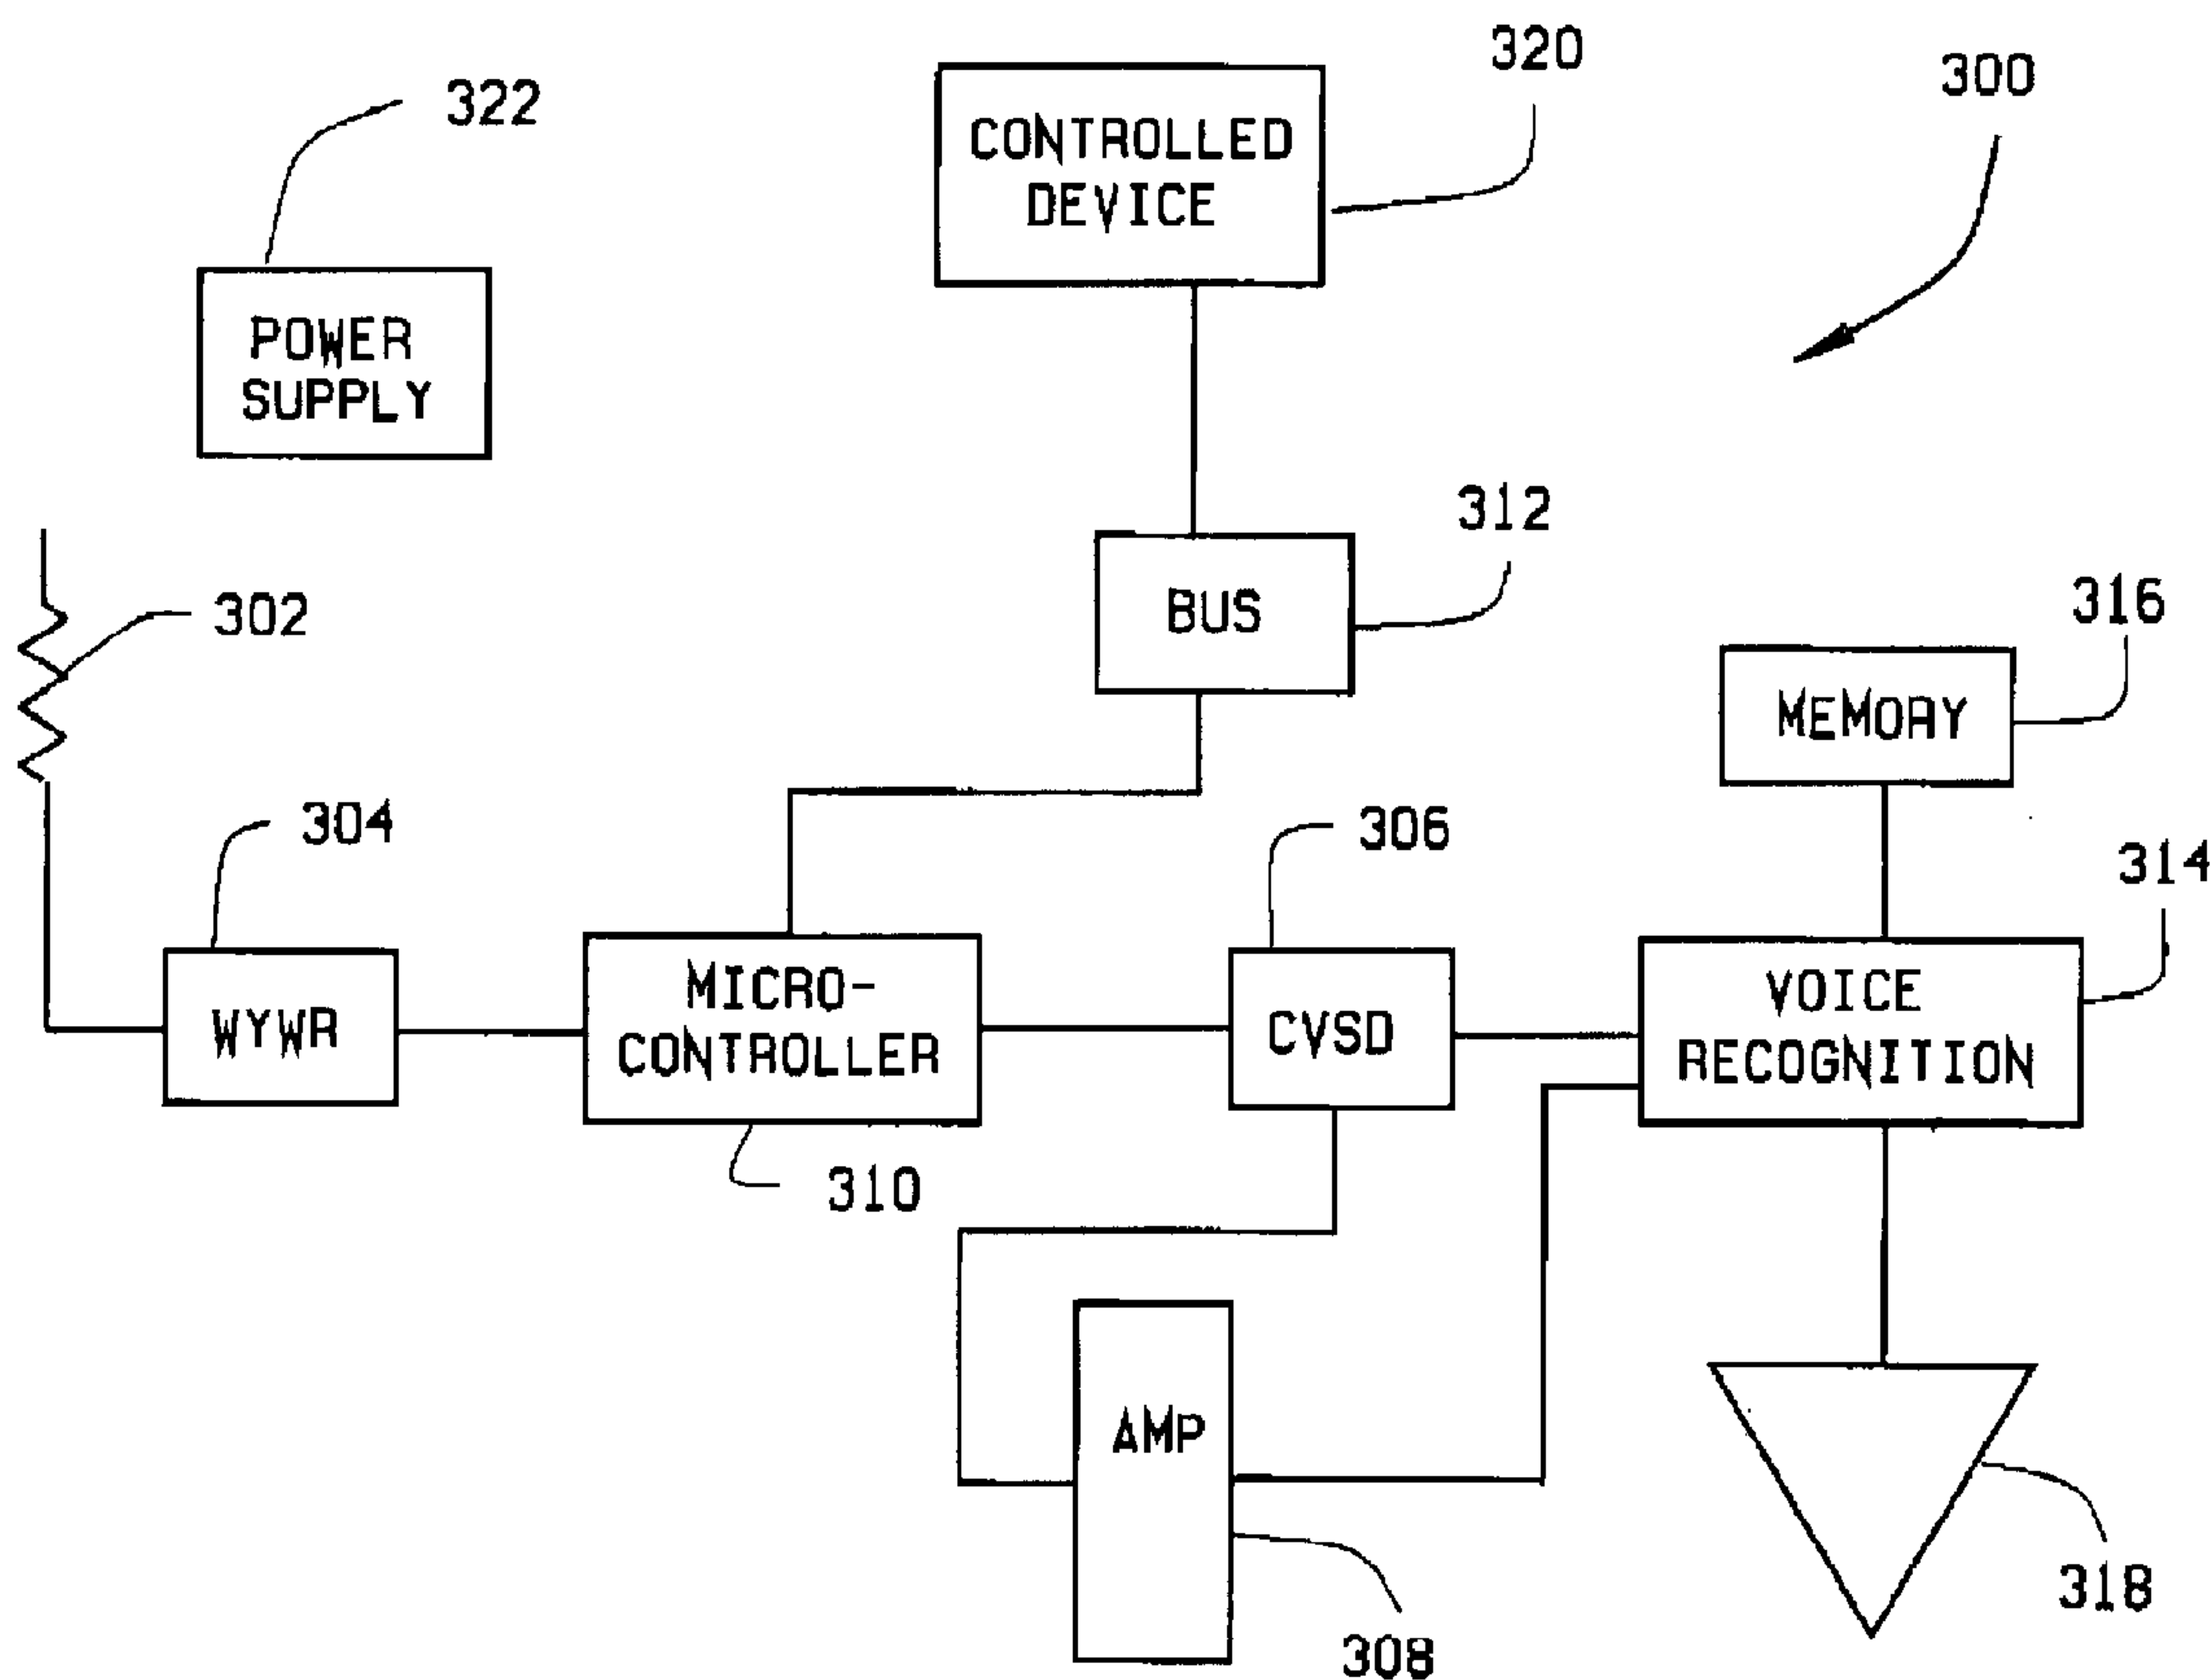 320
300
322
CONTROLLED
DEVICE
POWER
SUPPLY
312
302
BUS
316
MEMORY
304
306
314
MICRO-
CONTROLLER
VOICE
RECOGNITION
WYWR
CVSD
310
AMP
318
308